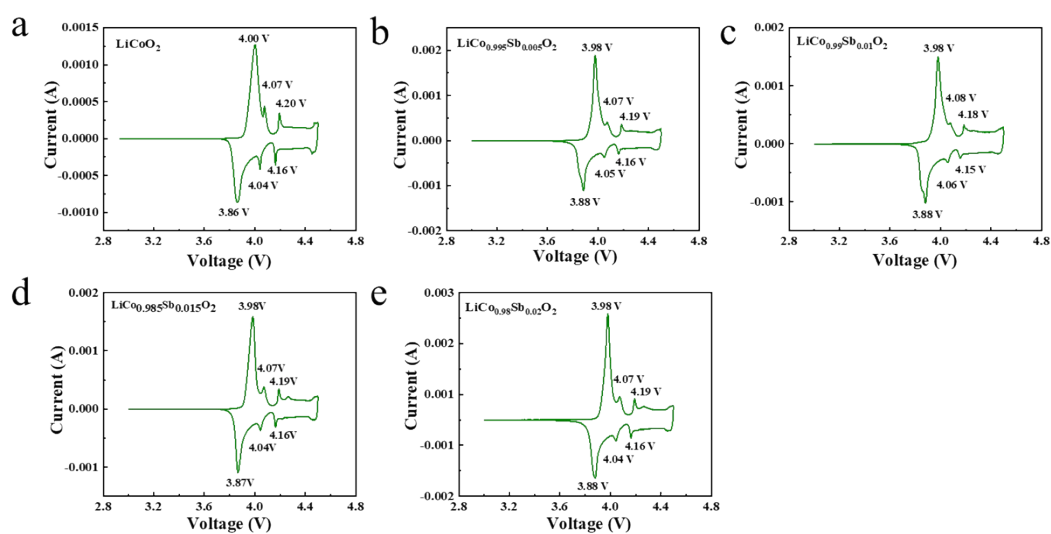 a
LiCoO2
4.00 V
4.07 V
4.20 V
3.86 V
4.04 V
4.16 V
0.0015
0.0010
0.0005
0.0000
-0.0005
-0.0010
Current (A)
2.8 3.2 3.6 4.0 4.4 4.8
Voltage (V)
b
LiCo0.995Sb0.005O2
3.98 V
4.07 V
4.19 V
3.88 V
4.05 V
4.16 V
0.002
0.001
0.000
-0.001
-0.002
Current (A)
2.8 3.2 3.6 4.0 4.4 4.8
Voltage (V)
c
LiCo0.99Sb0.01O2
3.98 V
4.08 V
4.18 V
3.88 V
4.06 V
4.15 V
0.002
0.001
0.000
-0.001
Current (A)
2.8 3.2 3.6 4.0 4.4 4.8
Voltage (V)
d
LiCo0.985Sb0.015O2
3.98V
4.07V
4.19V
3.87V
4.04V
4.16V
0.002
0.001
0.000
-0.001
Current (A)
2.8 3.2 3.6 4.0 4.4 4.8
Voltage (V)
e
LiCo0.98Sb0.02O2
3.98 V
4.07 V
4.19 V
3.88 V
4.04 V
4.16 V
0.003
0.002
0.001
-0.001
-0.002
Current (A)
2.8 3.2 3.6 4.0 4.4 4.8
Voltage (V)